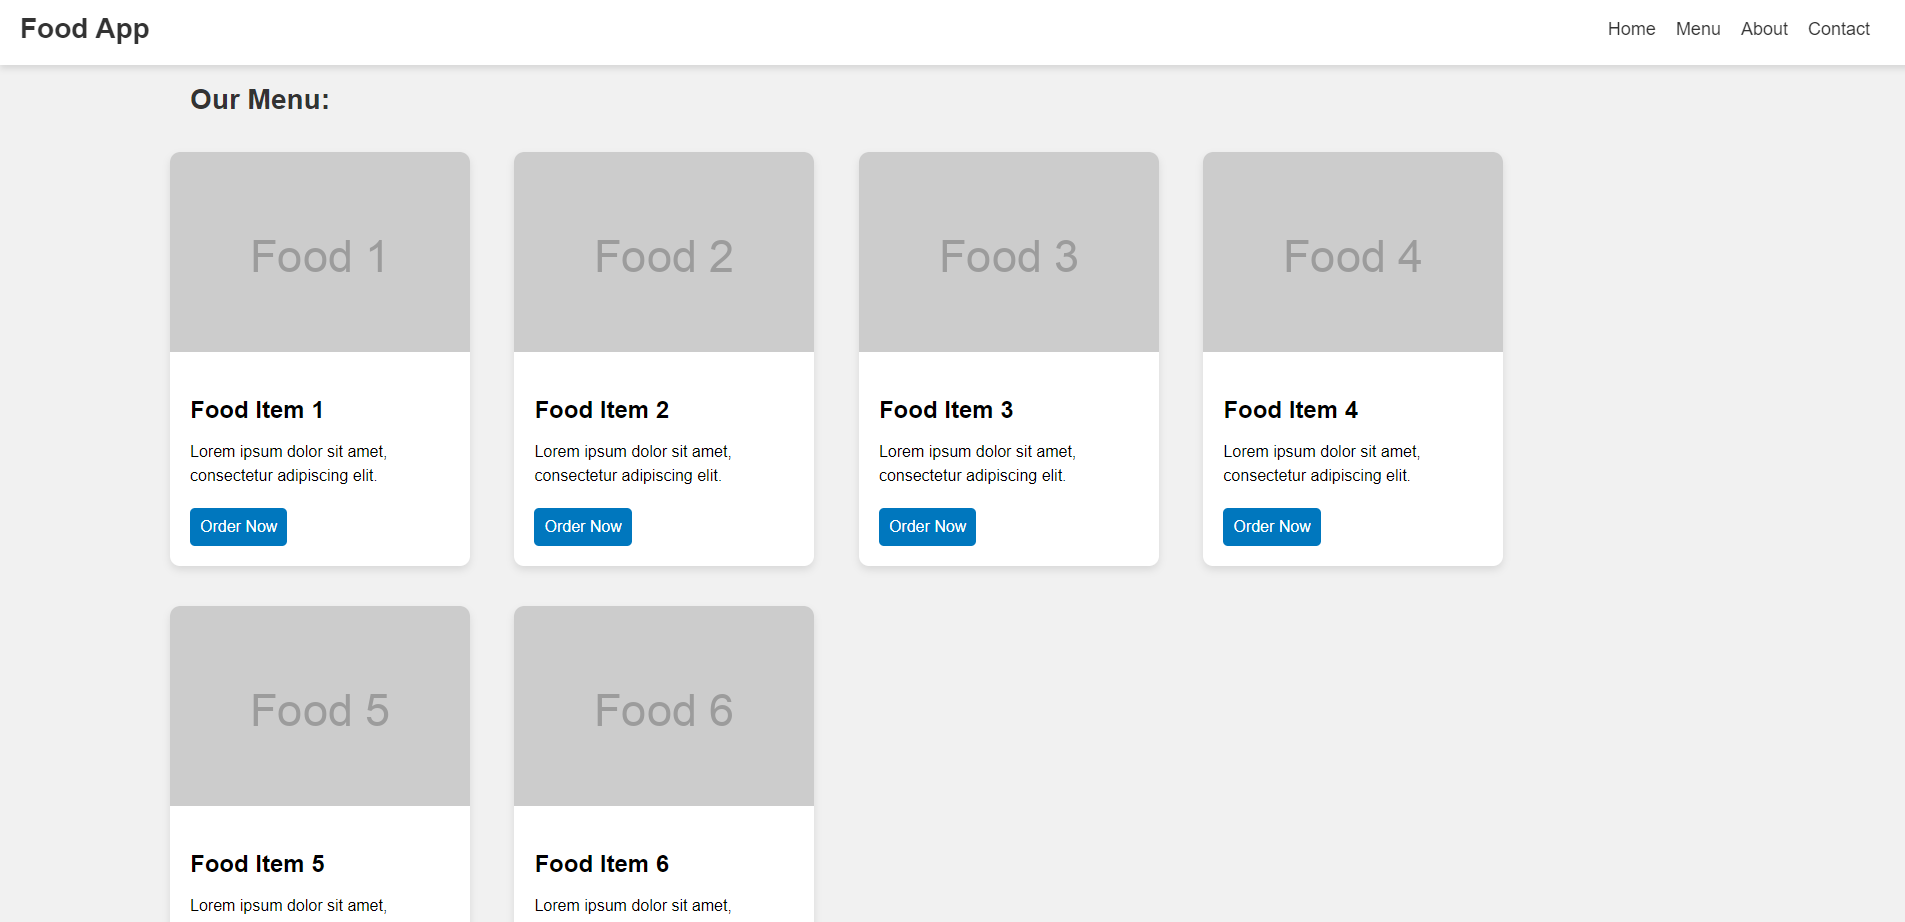 Food App
Home Menu About Contact
Our Menu:
Food 1
Food 2
Food 3
Food 4
Food Item 1
Lorem ipsum dolor sit amet,
consectetur adipiscing elit.
Order Now
Food Item 2
Lorem ipsum dolor sit amet,
consectetur adipiscing elit.
Order Now
Food Item 3
Lorem ipsum dolor sit amet,
consectetur adipiscing elit.
Order Now
Food Item 4
Lorem ipsum dolor sit amet,
consectetur adipiscing elit.
Order Now
Food 5
Food 6
Food Item 5
Lorem ipsum dolor sit amet,
Food Item 6
Lorem ipsum dolor sit amet,